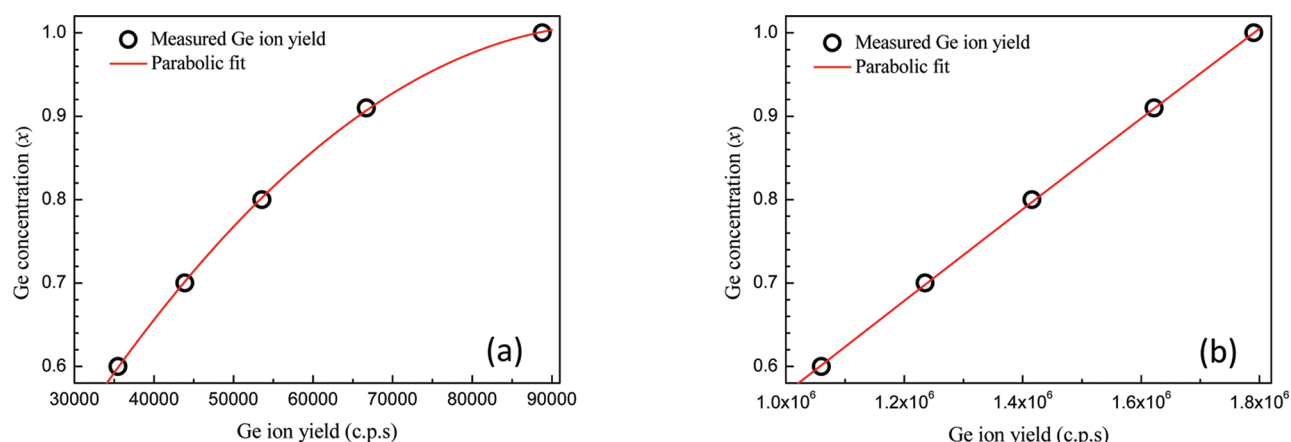 1.0
0.9
0.8
0.7
0.6
Ge concentration (x)
Measured Ge ion yield
Parabolic fit
(a)
30000 40000 50000 60000 70000 80000 90000
Ge ion yield (c.p.s)
1.0
0.9
0.8
0.7
0.6
Ge concentration (x)
Measured Ge ion yield
Parabolic fit
(b)
1.0x10⁶ 1.2x10⁶ 1.4x10⁶ 1.6x10⁶ 1.8x10⁶
Ge ion yield (c.p.s)